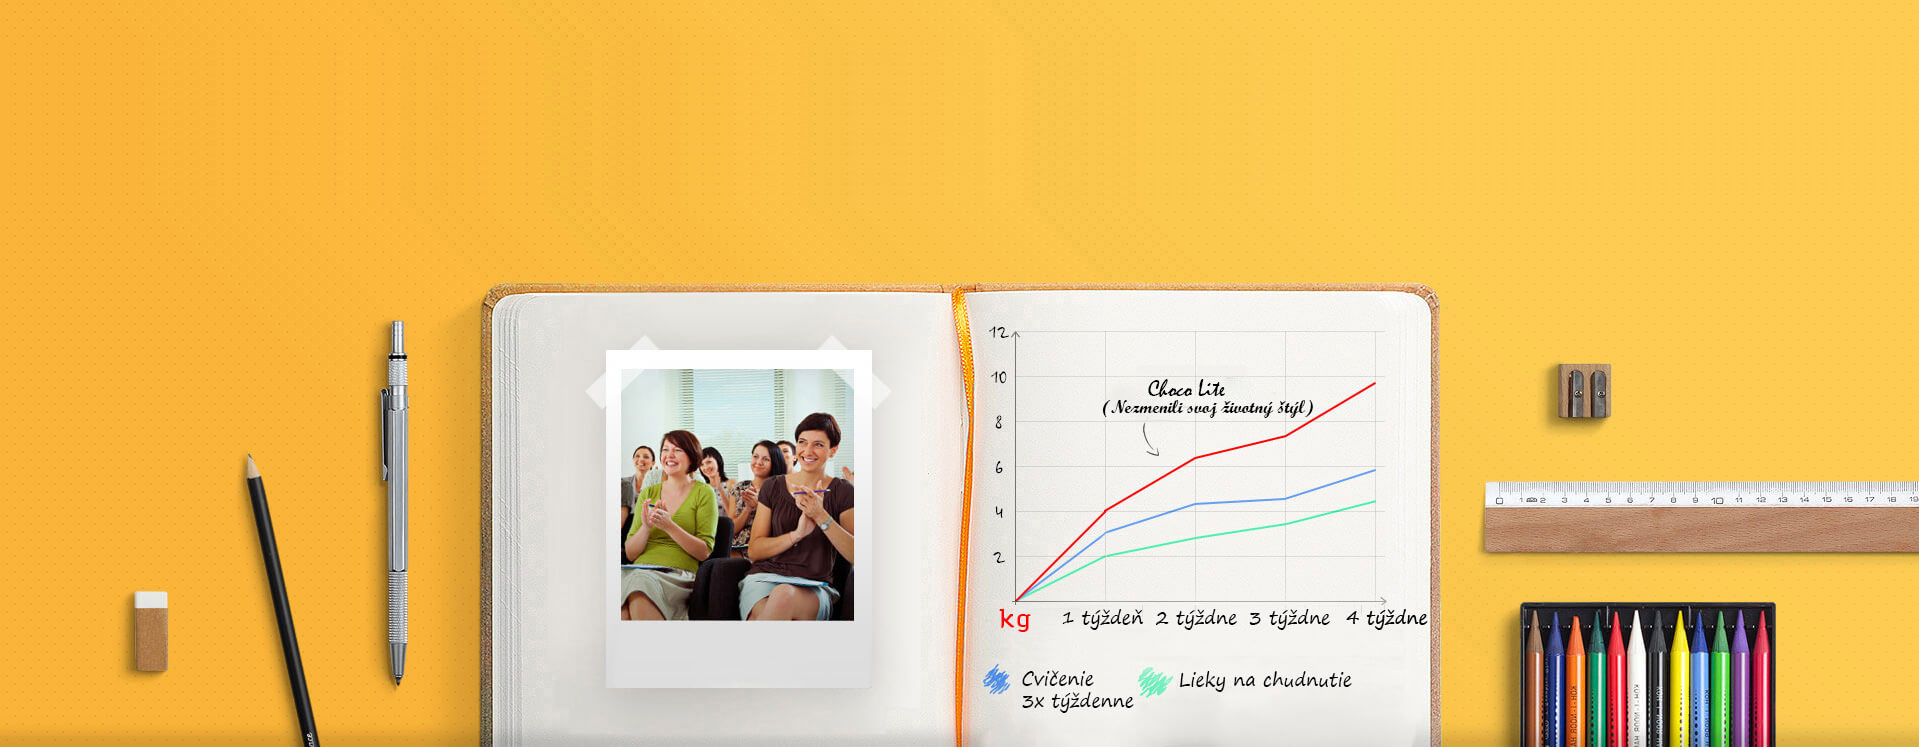 12
10
8
6
4
2
Choco Lite
(Nezmenili svoj životný štýl)
kg
1 týždeň 2 týždne 3 týždne 4 týždne
Cvičenie
3x týždenne
Lieky na chudnutie
0 1 2 3 4 5 6 7 8 9 10 11 12 13 14 15 16 17 18 19